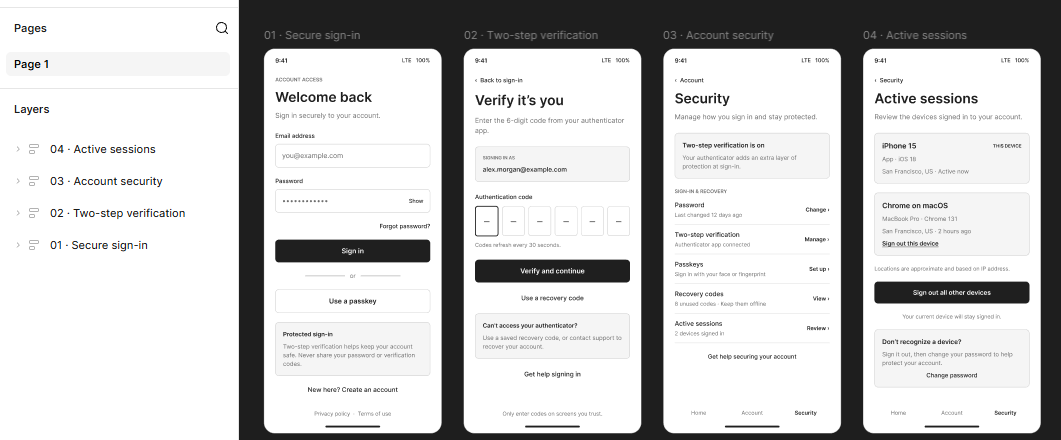 Pages
Page 1
Layers
04 · Active sessions
03 · Account security
02 · Two-step verification
01 · Secure sign-in
01 · Secure sign-in
9:41
LTE 100%
ACCOUNT ACCESS
Welcome back
Sign in securely to your account.
Email address
you@example.com
Password
••••••••••••
Show
Forgot password?
Sign in
or
Use a passkey
Protected sign-in
Two-step verification helps keep your account
safe. Never share your password or verification
codes.
New here? Create an account
Privacy policy · Terms of use
02 · Two-step verification
9:41
LTE 100%
‹ Back to sign-in
Verify it’s you
Enter the 6-digit code from your authenticator
app.
SIGNING IN AS
alex.morgan@example.com
Authentication code
– – – – – –
Codes refresh every 30 seconds.
Verify and continue
Use a recovery code
Can't access your authenticator?
Use a saved recovery code, or contact support to
recover your account.
Get help signing in
Only enter codes on screens you trust.
03 · Account security
9:41
LTE 100%
‹ Account
Security
Manage how you sign in and stay protected.
Two-step verification is on
Your authenticator adds an extra layer of
protection at sign-in.
SIGN-IN & RECOVERY
Password
Last changed 12 days ago
Change ›
Two-step verification
Authenticator app connected
Manage ›
Passkeys
Sign in with your face or fingerprint
Set up ›
Recovery codes
8 unused codes · Keep them offline
View ›
Active sessions
2 devices signed in
Review ›
Get help securing your account
Home Account Security
04 · Active sessions
9:41
LTE 100%
‹ Security
Active sessions
Review the devices signed in to your account.
iPhone 15
THIS DEVICE
App · iOS 18
San Francisco, US · Active now
Chrome on macOS
MacBook Pro · Chrome 131
San Francisco, US · 2 hours ago
Sign out this device
Locations are approximate and based on IP address.
Sign out all other devices
Your current device will stay signed in.
Don't recognize a device?
Sign it out, then change your password to help
protect your account.
Change password
Home Account Security